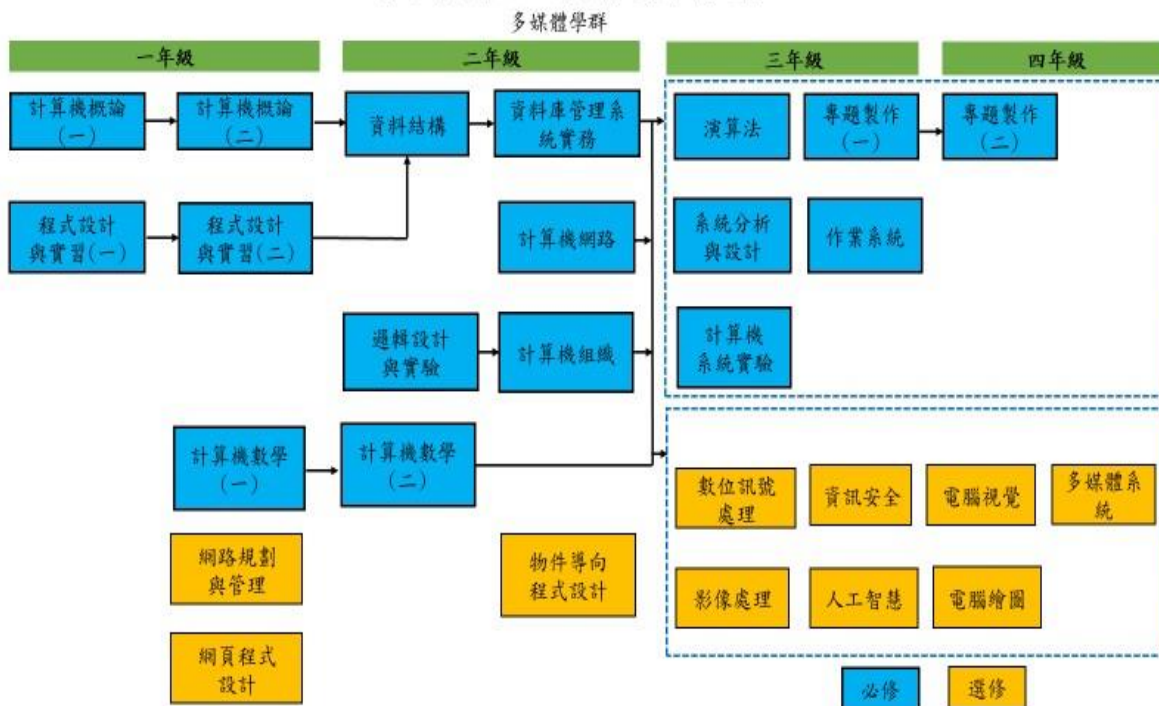 多媒體學群
一年級
二年級
三年級
四年級
計算機概論
(一)
計算機概論
(二)
資料結構
資料庫管理系
統實務
演算法
專題製作
(一)
專題製作
(二)
程式設計
與實習(一)
程式設計
與實習(二)
計算機網路
系統分析
與設計
作業系統
邏輯設計
與實驗
計算機組織
計算機
系統實驗
計算機數學
(一)
計算機數學
(二)
數位訊號
處理
資訊安全
電腦視覺
多媒體系
統
網路規劃
與管理
物件導向
程式設計
影像處理
人工智慧
電腦繪圖
網頁程式
設計
必修
選修